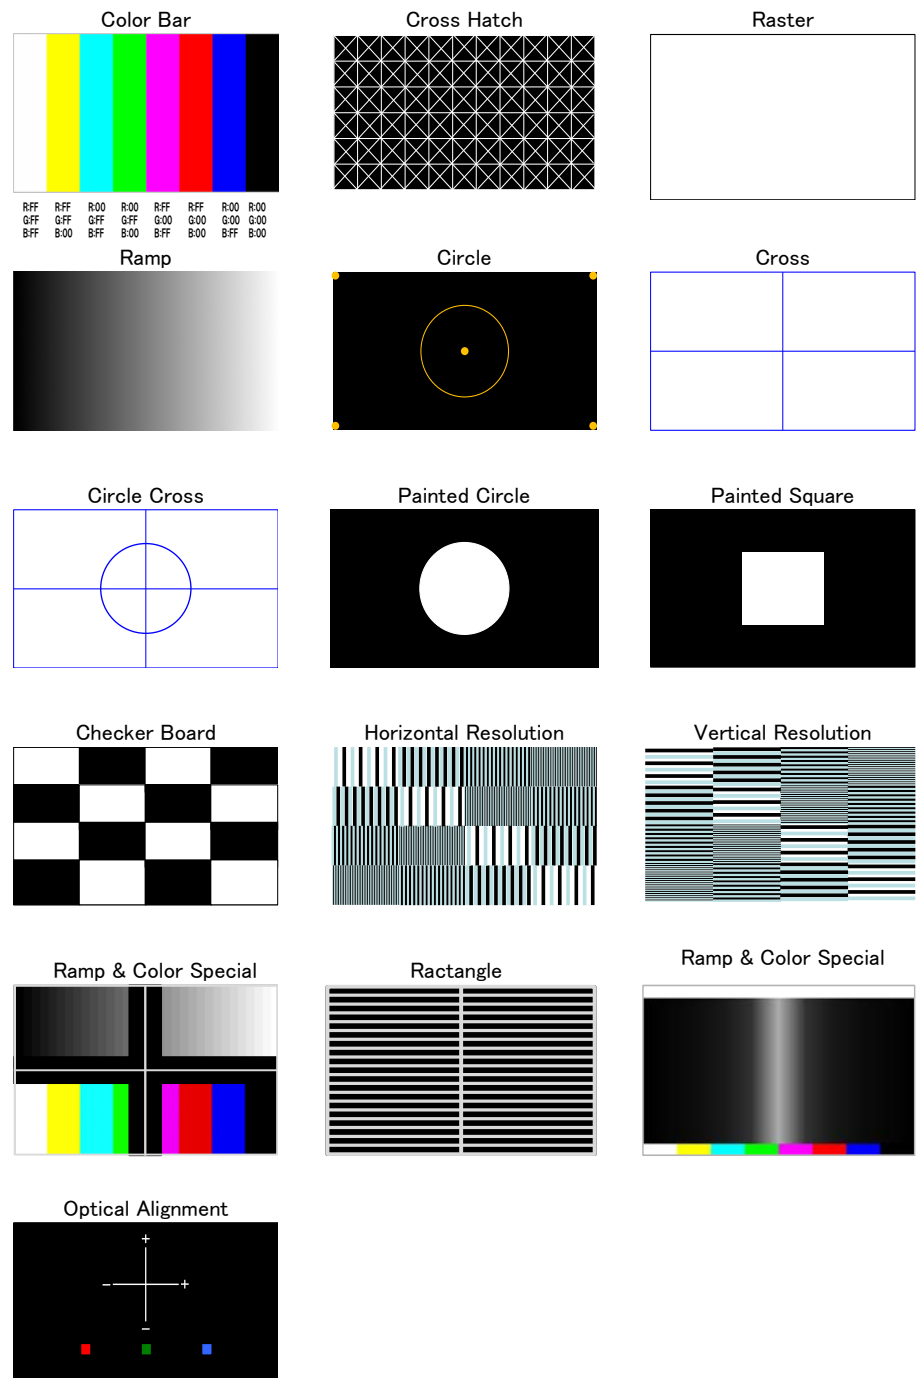 Color Bar
Cross Hatch
Raster
R:FF R:FF R:00 R:00 R:FF R:FF R:00 R:00
G:FF G:FF G:FF G:FF G:00 G:00 G:00 G:00
B:FF B:00 B:FF B:00 B:FF B:00 B:FF B:00
Ramp
Circle
Cross
Circle Cross
Painted Circle
Painted Square
Checker Board
Horizontal Resolution
Vertical Resolution
Ramp & Color Special
Ractangle
Ramp & Color Special
Optical Alignment
+
− +
−